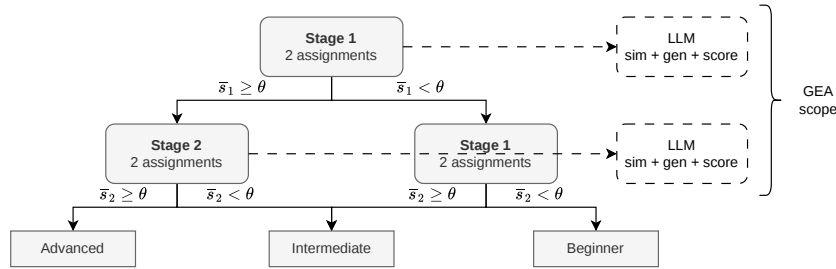 Stage 1
2 assignments
LLM
sim + gen + score
GEA
scope
s̅₁ ≥ θ
s̅₁ < θ
Stage 2
2 assignments
Stage 1
2 assignments
LLM
sim + gen + score
s̅₂ ≥ θ
s̅₂ < θ
s̅₂ ≥ θ
s̅₂ < θ
Advanced
Intermediate
Beginner